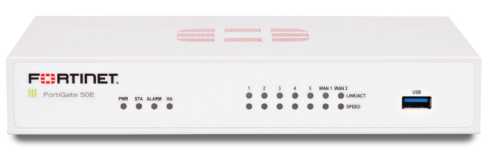 FORTINET
FortiGate 50E
PWR STA ALARM HA
1 2 3 4 5 WAN 1 WAN 2
LINK/ACT
SPEED
USB